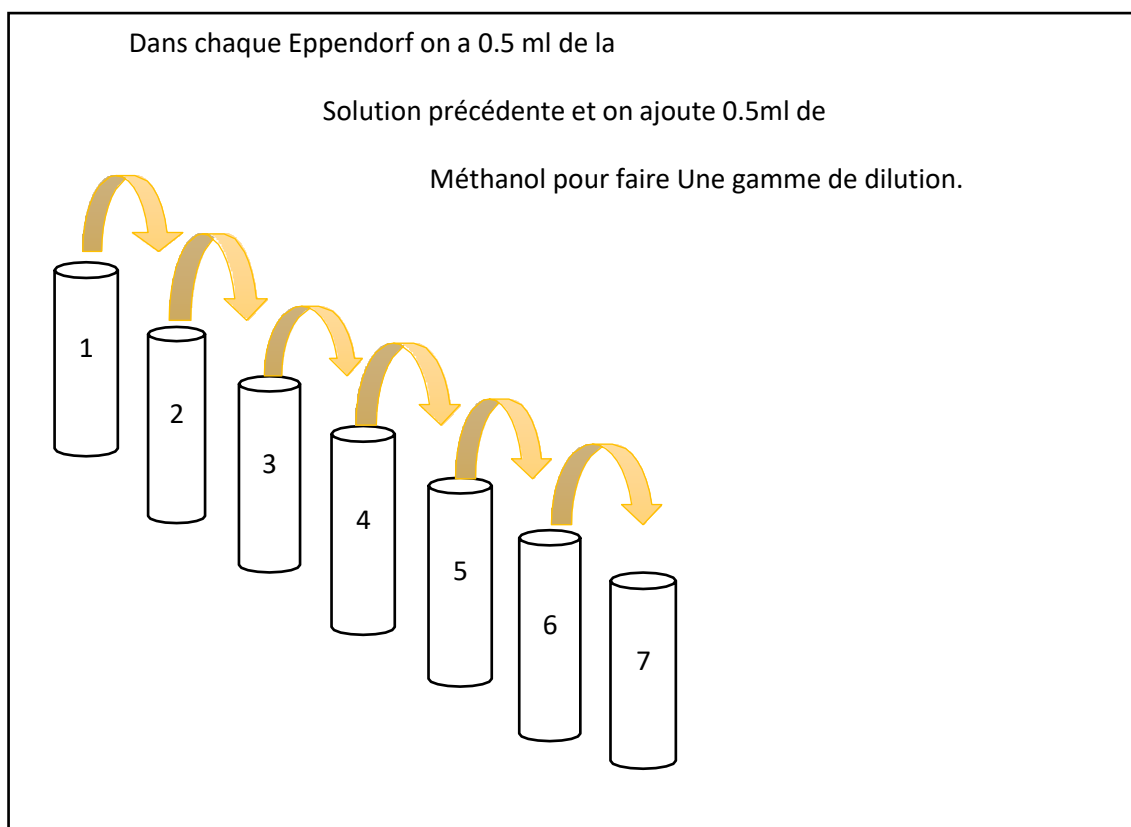 Dans chaque Eppendorf on a 0.5 ml de la
Solution précédente et on ajoute 0.5ml de
Méthanol pour faire Une gamme de dilution.
1
2
3
4
5
6
7